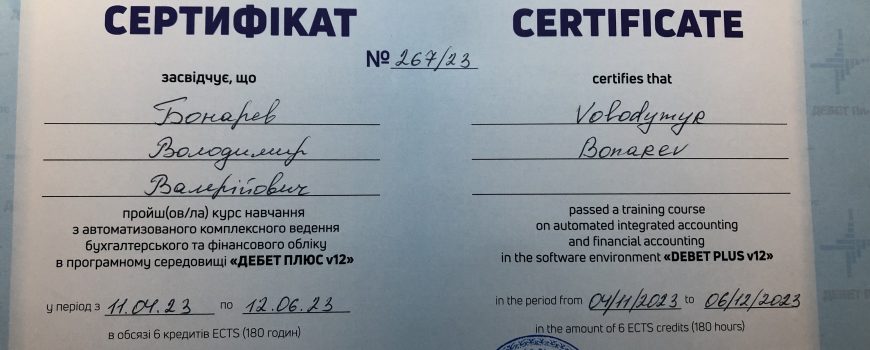 СЕРТИФІКАТ
№ 267/23
засвідчує, що
Бонарев
Володимир
Валерійович
пройш(ов/ла) курс навчання
з автоматизованого комплексного ведення
бухгалтерського та фінансового обліку
в програмному середовищі «ДЕБЕТ ПЛЮС v12»
у період з 11.04.23 по 12.06.23
в обсязі 6 кредитів ECTS (180 годин)
CERTIFICATE
certifies that
Volodymyr
Bonarev
passed a training course
on automated integrated accounting
and financial accounting
in the software environment «DEBET PLUS v12»
in the period from 04/11/2023 to 06/12/2023
in the amount of 6 ECTS credits (180 hours)
ДЕБЕТ ПЛЮС